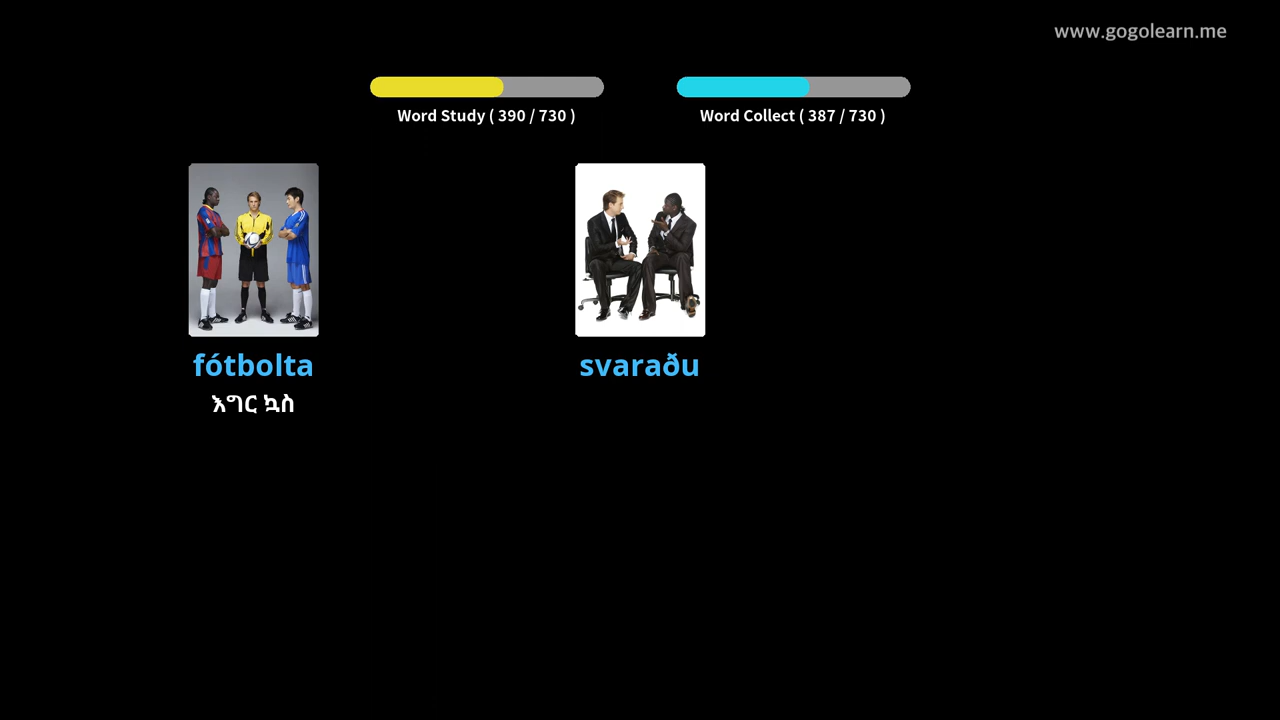 www.gogolearn.me
Word Study ( 390 / 730 )
Word Collect ( 387 / 730 )
fótbolta
svaraðu
እግር ኳስ